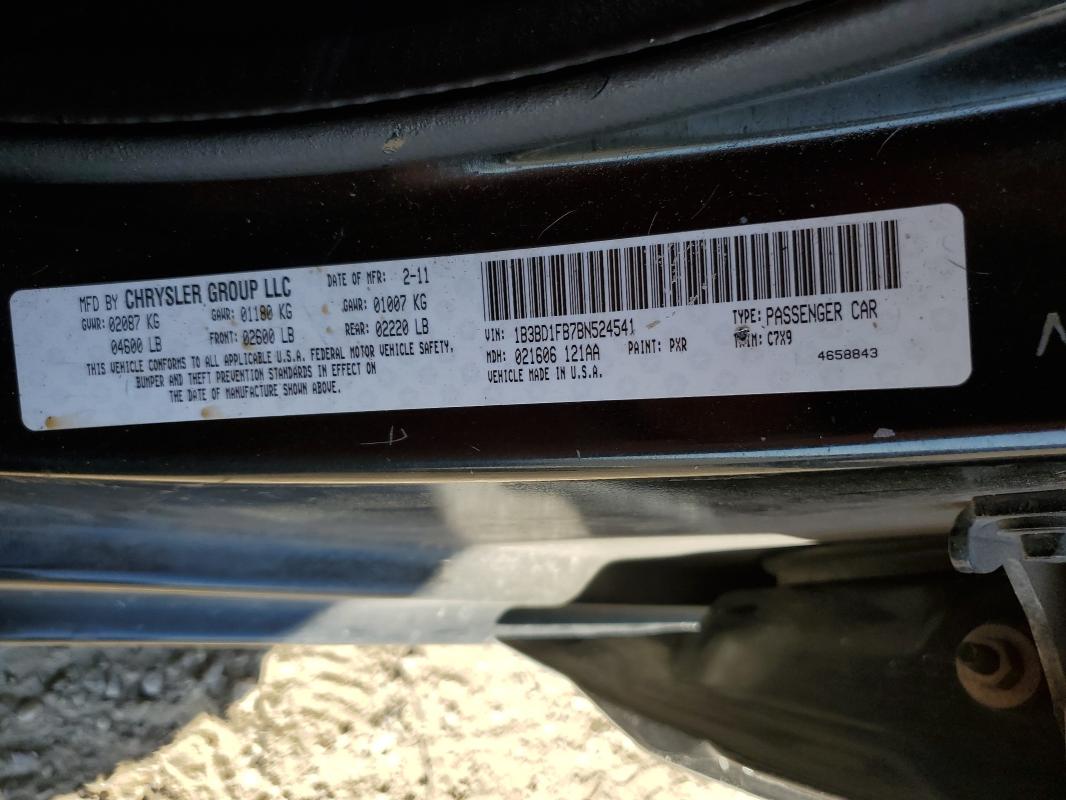 MFD BY CHRYSLER GROUP LLC DATE OF MFR: 2-11
GVWR: 02087 KG GAWR: 01180 KG GAWR: 01007 KG
04600 LB FRONT: 02600 LB REAR: 02220 LB
THIS VEHICLE CONFORMS TO ALL APPLICABLE U.S.A. FEDERAL MOTOR VEHICLE SAFETY,
BUMPER AND THEFT PREVENTION STANDARDS IN EFFECT ON
THE DATE OF MANUFACTURE SHOWN ABOVE.
VIN: 1B3BD1FB7BN524541 TYPE: PASSENGER CAR
MDH: 021606 121AA PAINT: PXR TRIM: C7X9
VEHICLE MADE IN U.S.A. 4658843